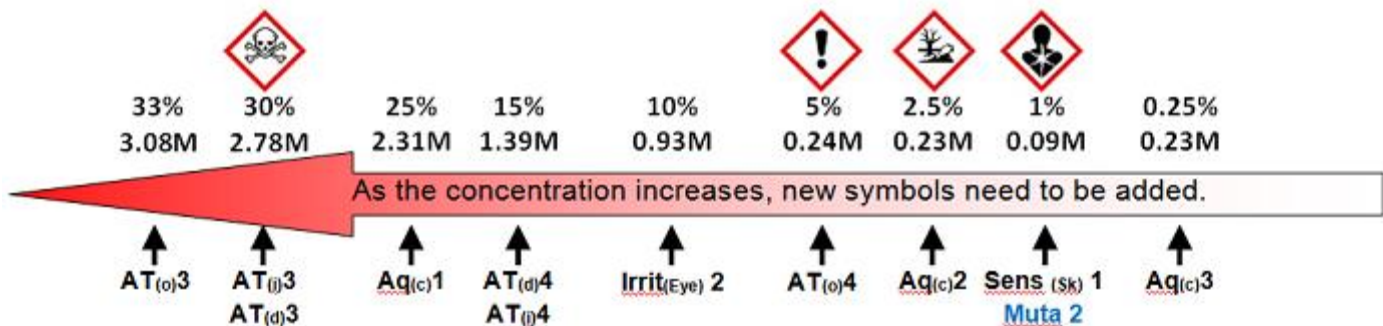 33% 30% 25% 15% 10% 5% 2.5% 1% 0.25%
3.08M 2.78M 2.31M 1.39M 0.93M 0.24M 0.23M 0.09M 0.23M
As the concentration increases, new symbols need to be added.
AT(o)3 AT(i)3 Aq(c)1 AT(d)4 Irrit(Eye) 2 AT(o)4 Aq(c)2 Sens (Sk) 1 Aq(c)3
AT(d)3 AT(i)4 Muta 2